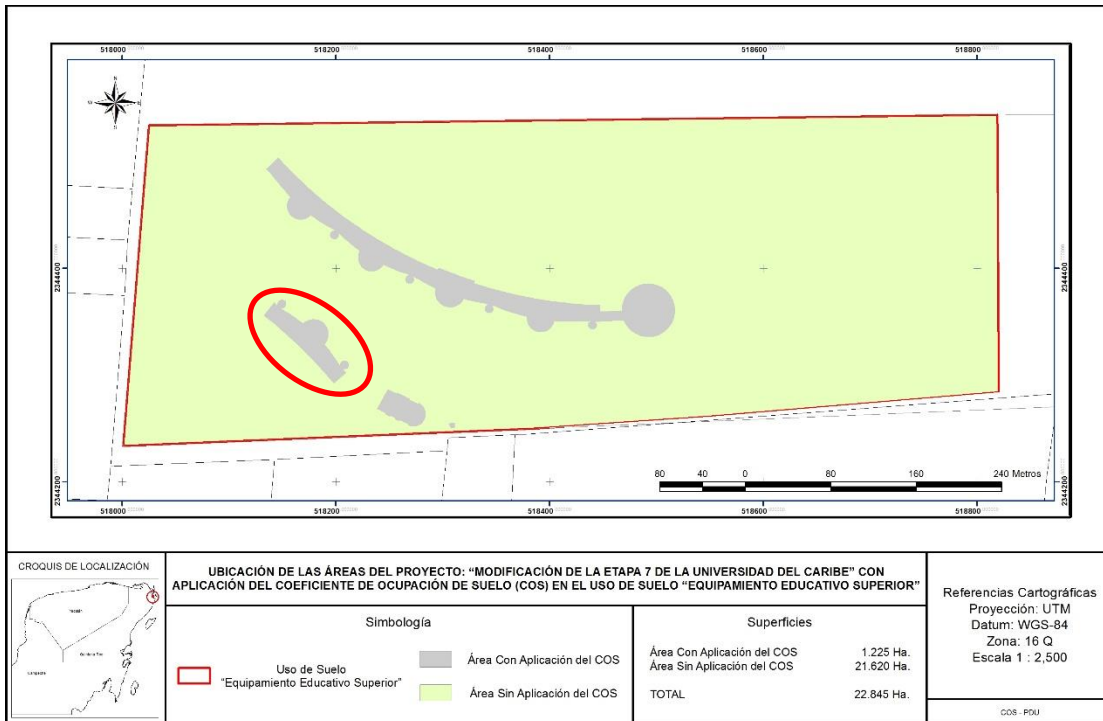 518000 518200 518400 518600 518800
N
2344400 2344400
2344200 2344200
80 40 0 80 160 240 Metros
518000 518200 518400 518600 518800
CROQUIS DE LOCALIZACIÓN
UBICACIÓN DE LAS ÁREAS DEL PROYECTO: “MODIFICACIÓN DE LA ETAPA 7 DE LA UNIVERSIDAD DEL CARIBE” CON
APLICACIÓN DEL COEFICIENTE DE OCUPACIÓN DE SUELO (COS) EN EL USO DE SUELO “EQUIPAMIENTO EDUCATIVO SUPERIOR”
Simbología
Uso de Suelo
“Equipamiento Educativo Superior”
Área Con Aplicación del COS
Área Sin Aplicación del COS
Superficies
Área Con Aplicación del COS 1.225 Ha.
Área Sin Aplicación del COS 21.620 Ha.
TOTAL 22.845 Ha.
Referencias Cartográficas
Proyección: UTM
Datum: WGS-84
Zona: 16 Q
Escala 1 : 2,500
COS - PDU